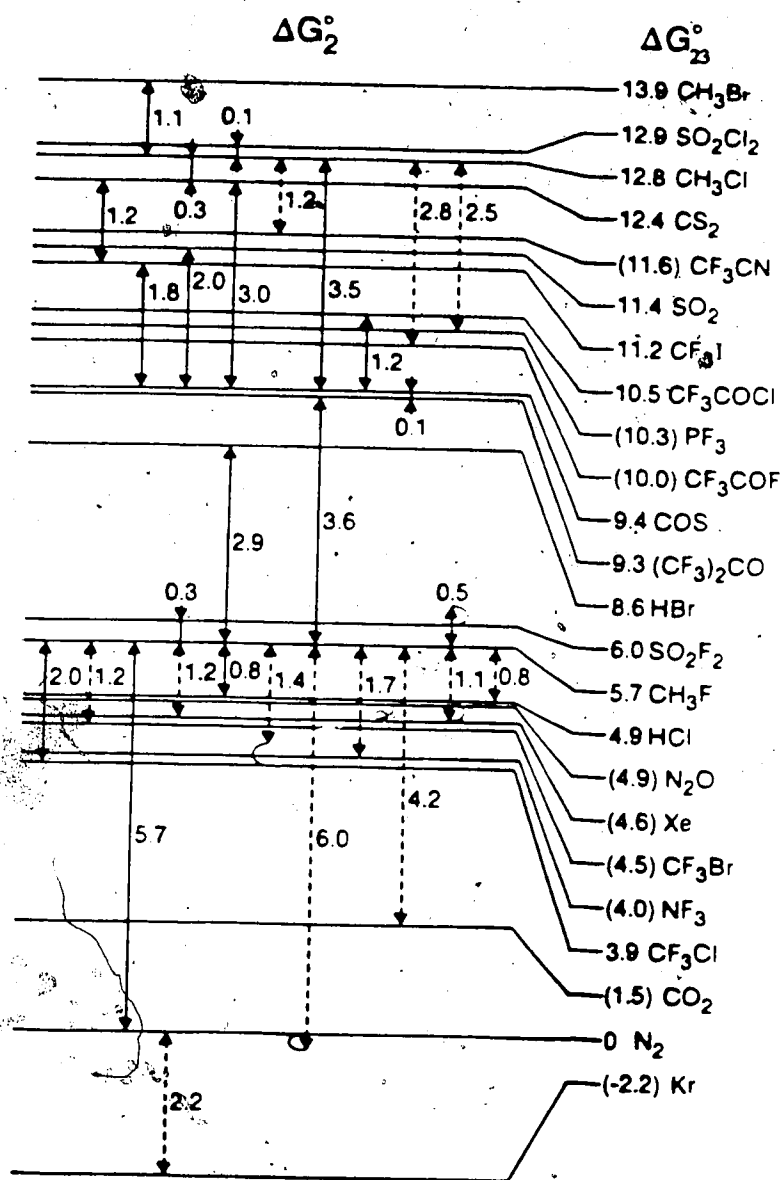 ΔG°2 ΔG°23
13.9 CH3Br
1.1 0.1
12.9 SO2Cl2
12.8 CH3Cl
0.3 1.2 2.8 2.5
1.2
12.4 CS2
(11.6) CF3CN
1.8 2.0 3.0 3.5
11.4 SO2
11.2 CF3I
1.2
10.5 CF3COCl
0.1
(10.3) PF3
(10.0) CF3COF
9.4 COS
2.9 3.6
9.3 (CF3)2CO
0.3 0.5
8.6 HBr
6.0 SO2F2
2.0 1.2 1.2 0.8 1.4 1.7 1.1 0.8
5.7 CH3F
4.9 HCl
(4.9) N2O
4.2
(4.6) Xe
5.7 6.0
(4.5) CF3Br
(4.0) NF3
3.9 CF3Cl
(1.5) CO2
0 N2
(-2.2) Kr
2.2